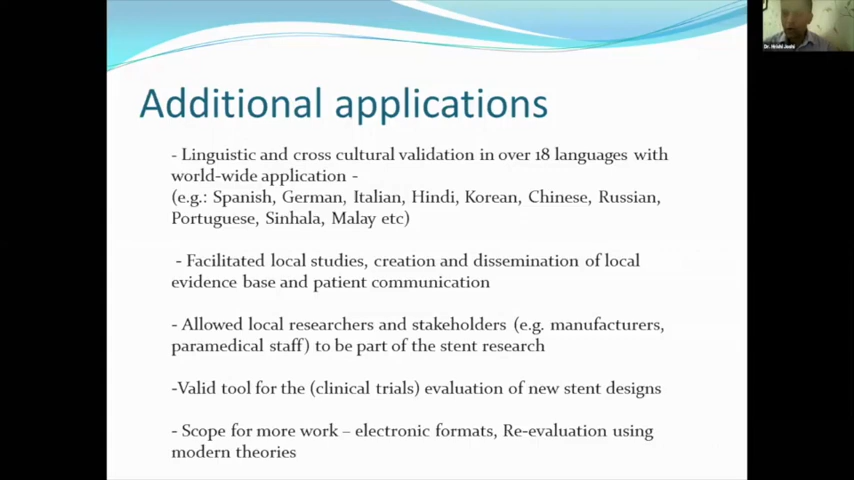 Dr. Hrishi Joshi
Additional applications
- Linguistic and cross cultural validation in over 18 languages with
world-wide application -
(e.g.: Spanish, German, Italian, Hindi, Korean, Chinese, Russian,
Portuguese, Sinhala, Malay etc)
- Facilitated local studies, creation and dissemination of local
evidence base and patient communication
- Allowed local researchers and stakeholders (e.g. manufacturers,
paramedical staff) to be part of the stent research
-Valid tool for the (clinical trials) evaluation of new stent designs
- Scope for more work – electronic formats, Re-evaluation using
modern theories